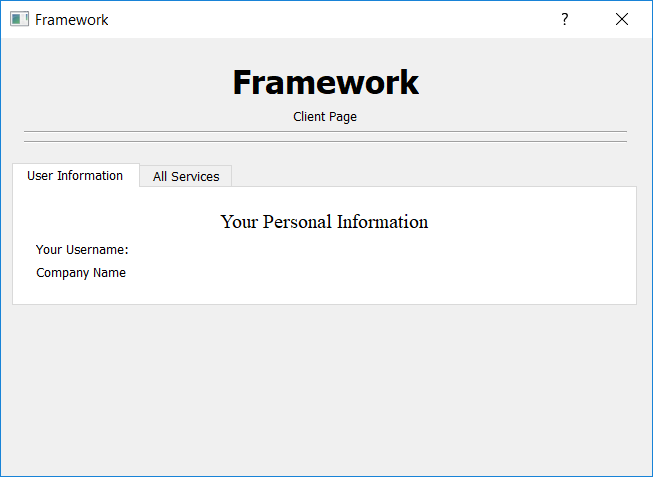 Framework
?
Framework
Client Page
User Information
All Services
Your Personal Information
Your Username:
Company Name